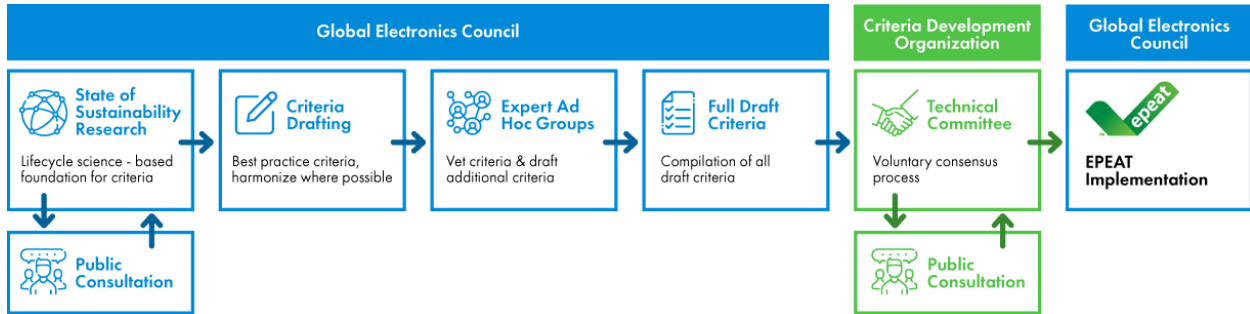 Global Electronics Council
Criteria Development
Organization
Global Electronics
Council
State of
Sustainability
Research
Lifecycle science - based
foundation for criteria
Criteria
Drafting
Best practice criteria,
harmonize where possible
Expert Ad
Hoc Groups
Vet criteria & draft
additional criteria
Full Draft
Criteria
Compilation of all
draft criteria
Technical
Committee
Voluntary consensus
process
epeat
™
EPEAT
Implementation
Public
Consultation
Public
Consultation